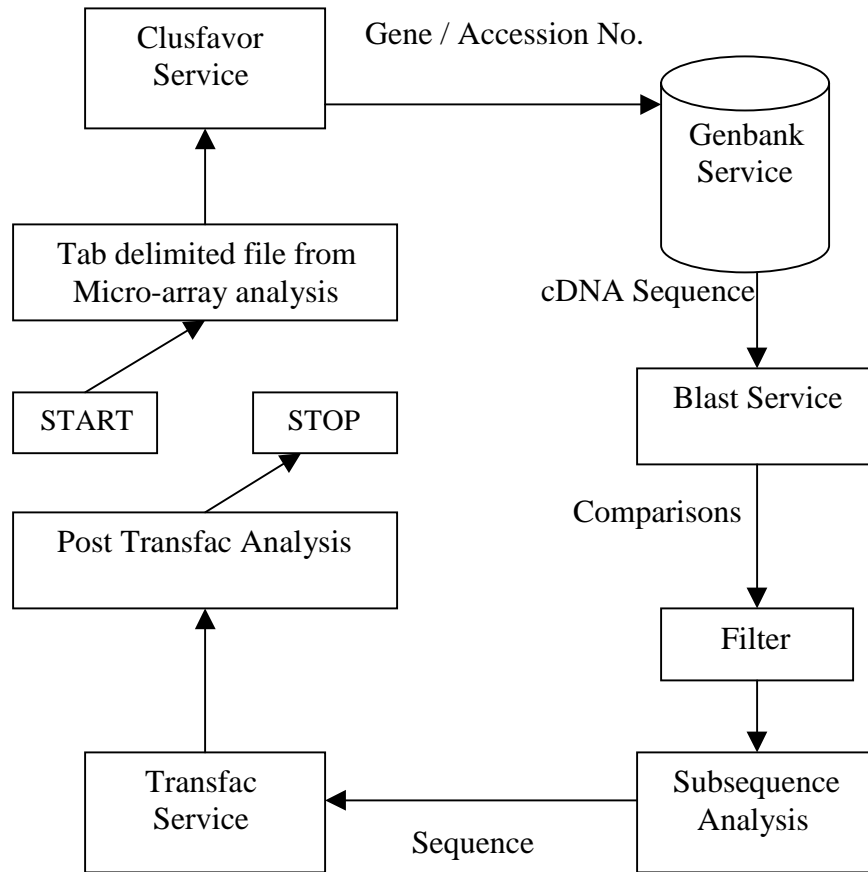 Clusfavor
Service
Gene / Accession No.
Genbank
Service
Tab delimited file from
Micro-array analysis
cDNA Sequence
START
STOP
Blast Service
Comparisons
Post Transfac Analysis
Filter
Transfac
Service
Subsequence
Analysis
Sequence